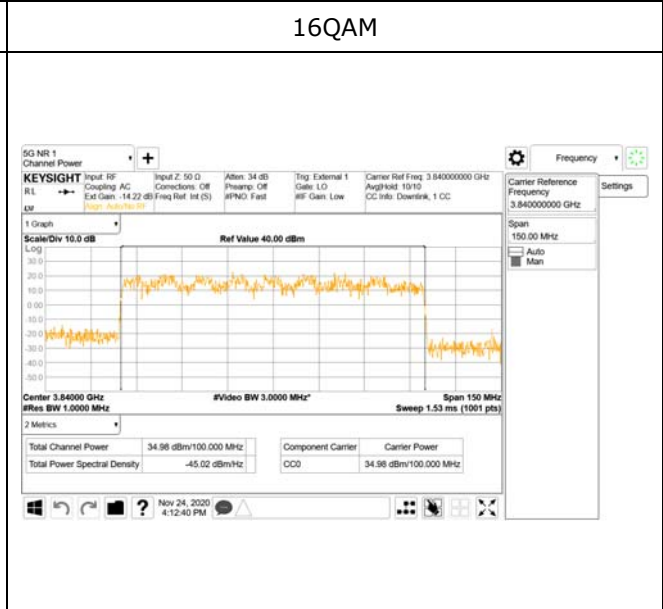 16QAM
5G NR 1
Channel Power
KEYSIGHT
RL
Input: RF
Coupling: AC
Ext Gain: -14.22 dB
Align: Auto/No RF
Input Z: 50 Ω
Corrections: Off
Freq Ref: Int (S)
Atten: 34 dB
Preamp: Off
#PNO: Fast
Trig: External 1
Gate: LO
#IF Gain: Low
Carrier Ref Freq: 3.840000000 GHz
Avg|Hold: 10/10
CC Info: Downlink, 1 CC
Frequency
Settings
Carrier Reference
Frequency
3.840000000 GHz
Span
150.00 MHz
Auto
Man
1 Graph
Scale/Div 10.0 dB
Ref Value 40.00 dBm
Log
30.0
20.0
10.0
0.00
-10.0
-20.0
-30.0
-40.0
-50.0
Center 3.84000 GHz
#Video BW 3.0000 MHz*
Span 150 MHz
#Res BW 1.0000 MHz
Sweep 1.53 ms (1001 pts)
2 Metrics
Total Channel Power 34.98 dBm/100.000 MHz
Total Power Spectral Density -45.02 dBm/Hz
Component Carrier Carrier Power
CC0 34.98 dBm/100.000 MHz
?
Nov 24, 2020
4:12:40 PM